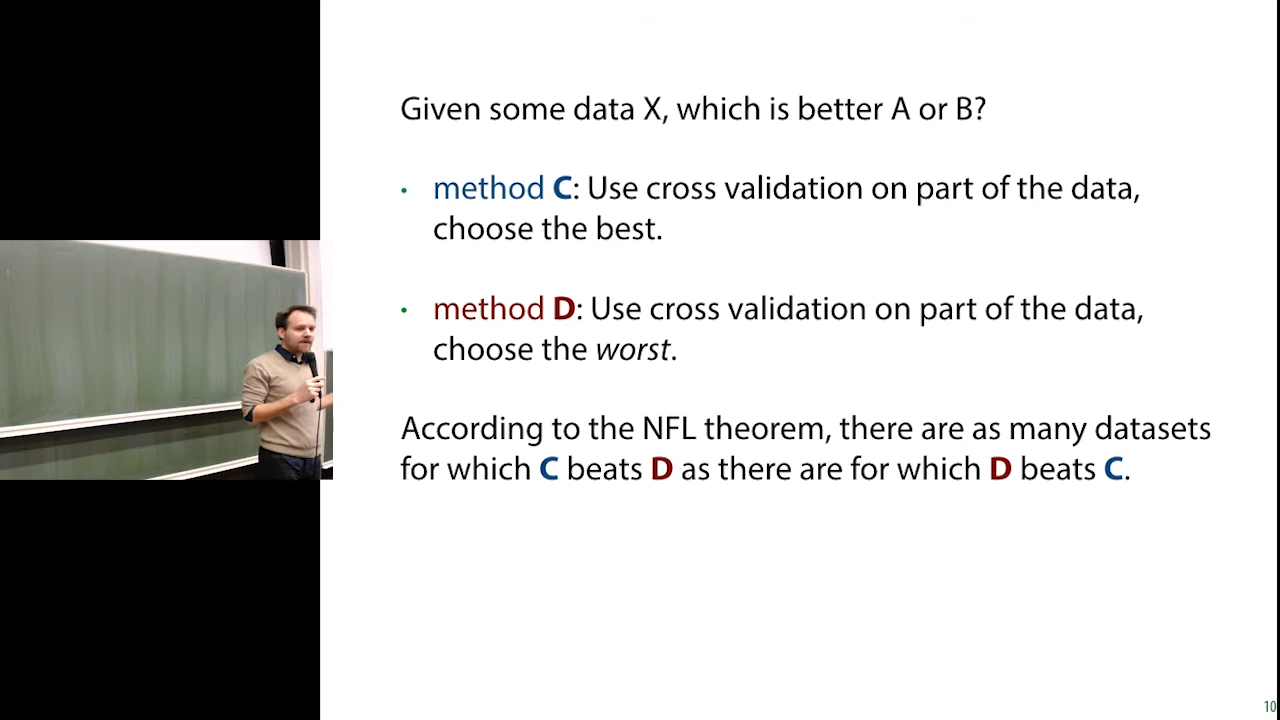 Given some data X, which is better A or B?
• method C: Use cross validation on part of the data,
choose the best.
• method D: Use cross validation on part of the data,
choose the worst.
According to the NFL theorem, there are as many datasets
for which C beats D as there are for which D beats C.
10